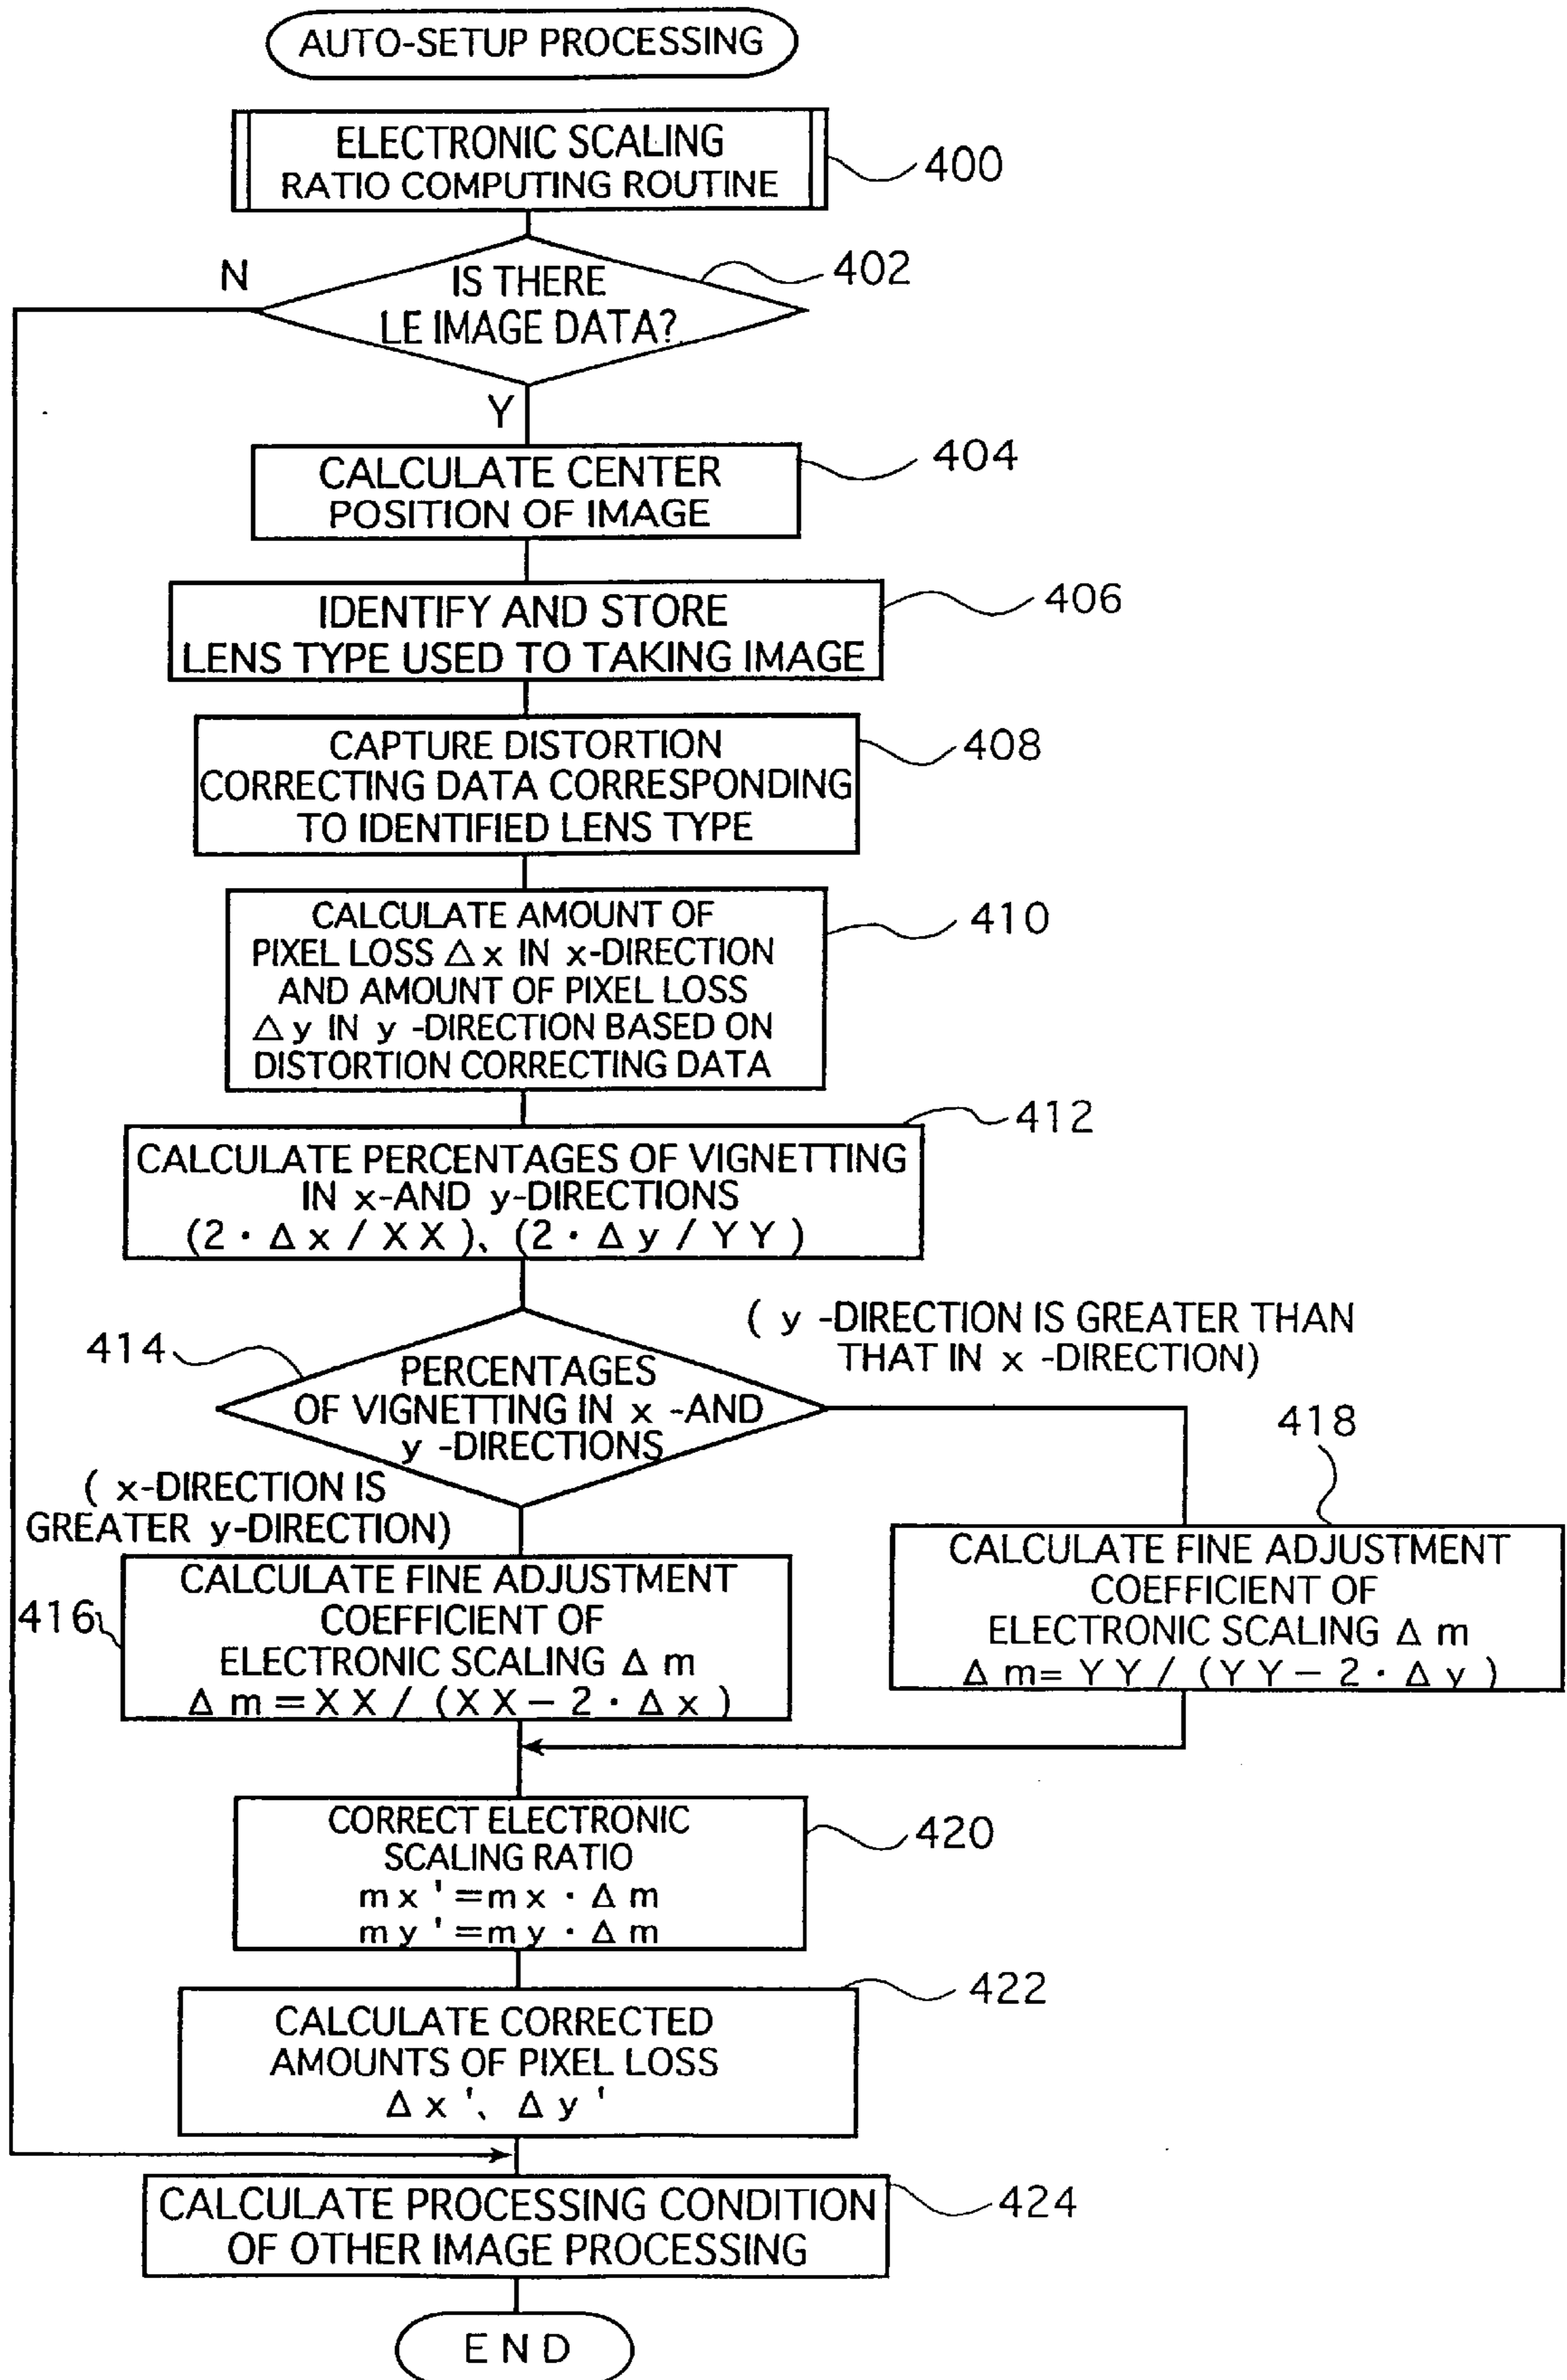 AUTO-SETUP PROCESSING
ELECTRONIC SCALING
RATIO COMPUTING ROUTINE
400
N
IS THERE
LE IMAGE DATA?
402
Y
CALCULATE CENTER
POSITION OF IMAGE
404
IDENTIFY AND STORE
LENS TYPE USED TO TAKING IMAGE
406
CAPTURE DISTORTION
CORRECTING DATA CORRESPONDING
TO IDENTIFIED LENS TYPE
408
CALCULATE AMOUNT OF
PIXEL LOSS △x IN x-DIRECTION
AND AMOUNT OF PIXEL LOSS
△y IN y -DIRECTION BASED ON
DISTORTION CORRECTING DATA
410
CALCULATE PERCENTAGES OF VIGNETTING
IN x-AND y-DIRECTIONS
(2・Δx/XX)、(2・Δy/YY)
412
414
PERCENTAGES
OF VIGNETTING IN x -AND
y -DIRECTIONS
( y -DIRECTION IS GREATER THAN
THAT IN x -DIRECTION)
( x-DIRECTION IS
GREATER y-DIRECTION)
416
CALCULATE FINE ADJUSTMENT
COEFFICIENT OF
ELECTRONIC SCALING Δm
Δm=XX/(XX-2・Δx)
418
CALCULATE FINE ADJUSTMENT
COEFFICIENT OF
ELECTRONIC SCALING Δm
Δm=YY/(YY-2・Δy)
CORRECT ELECTRONIC
SCALING RATIO
mx'=mx・Δm
my'=my・Δm
420
CALCULATE CORRECTED
AMOUNTS OF PIXEL LOSS
Δx'、Δy'
422
CALCULATE PROCESSING CONDITION
OF OTHER IMAGE PROCESSING
424
END